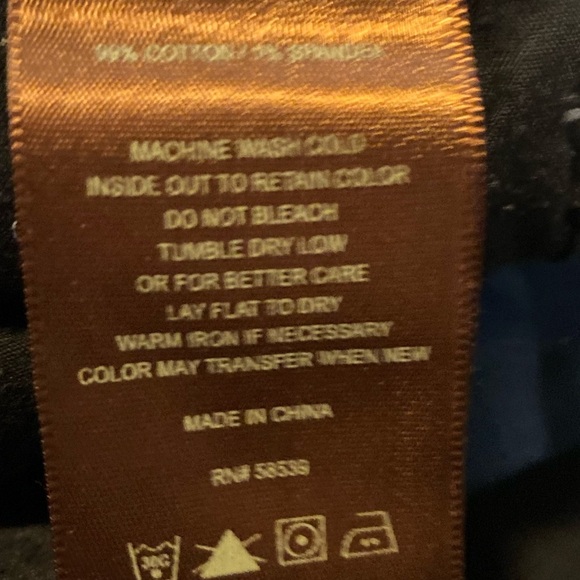 99% COTTON / 1% SPANDEX
MACHINE WASH COLD
INSIDE OUT TO RETAIN COLOR
DO NOT BLEACH
TUMBLE DRY LOW
OR FOR BETTER CARE
LAY FLAT TO DRY
WARM IRON IF NECESSARY
COLOR MAY TRANSFER WHEN NEW
MADE IN CHINA
RN# 58539
30C